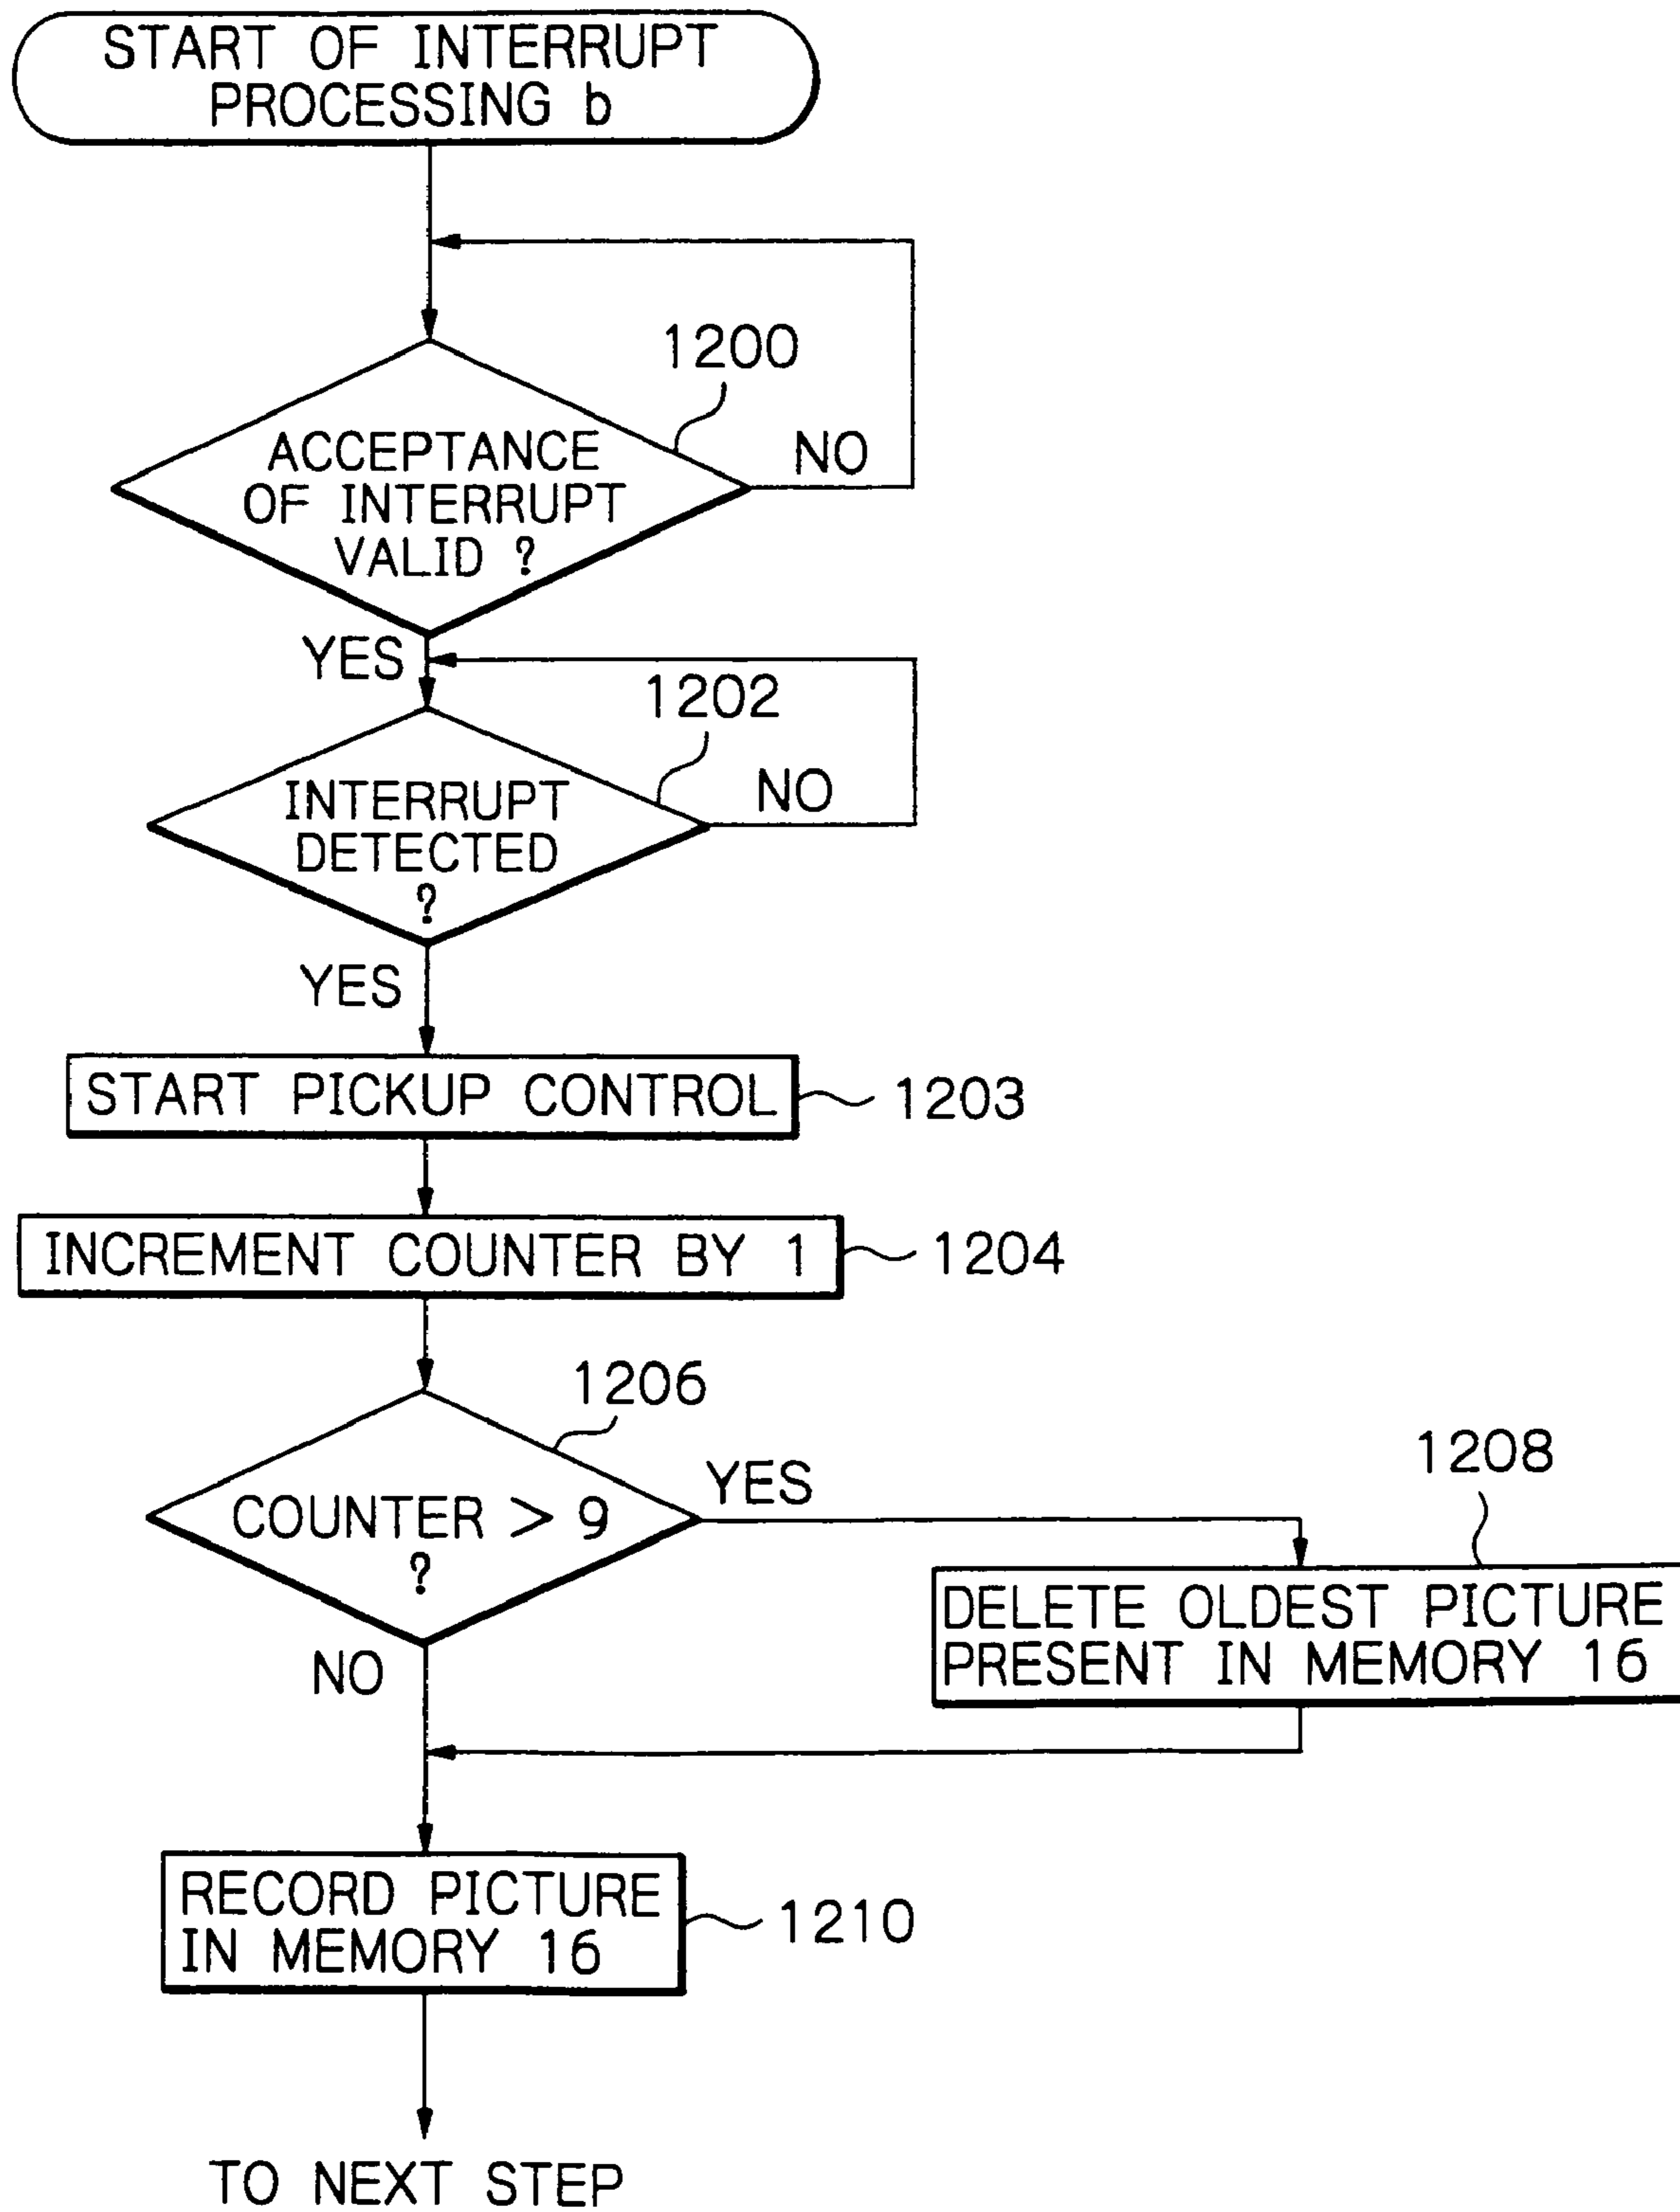 START OF INTERRUPT
PROCESSING b
1200
ACCEPTANCE
OF INTERRUPT
VALID ?
NO
YES
1202
INTERRUPT
DETECTED
?
NO
YES
START PICKUP CONTROL
1203
INCREMENT COUNTER BY 1
1204
1206
COUNTER > 9
?
YES
1208
DELETE OLDEST PICTURE
PRESENT IN MEMORY 16
NO
RECORD PICTURE
IN MEMORY 16
1210
TO NEXT STEP